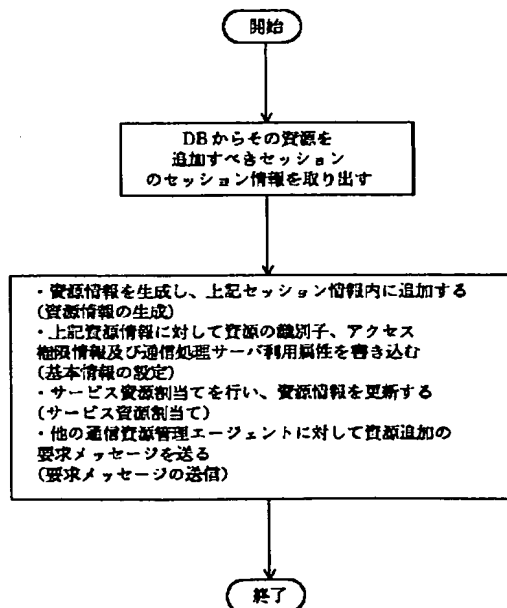 開始
DBからその資源を
追加すべきセッション
のセッション情報を取り出す
・資源情報を生成し、上記セッション情報内に追加する
(資源情報の生成)
・上記資源情報に対して資源の識別子、アクセス
権限情報及び通信処理サーバ利用属性を書き込む
(基本情報の設定)
・サービス資源割当てを行い、資源情報を更新する
(サービス資源割当て)
・他の通信資源管理エージェントに対して資源追加の
要求メッセージを送る
(要求メッセージの送信)
終了